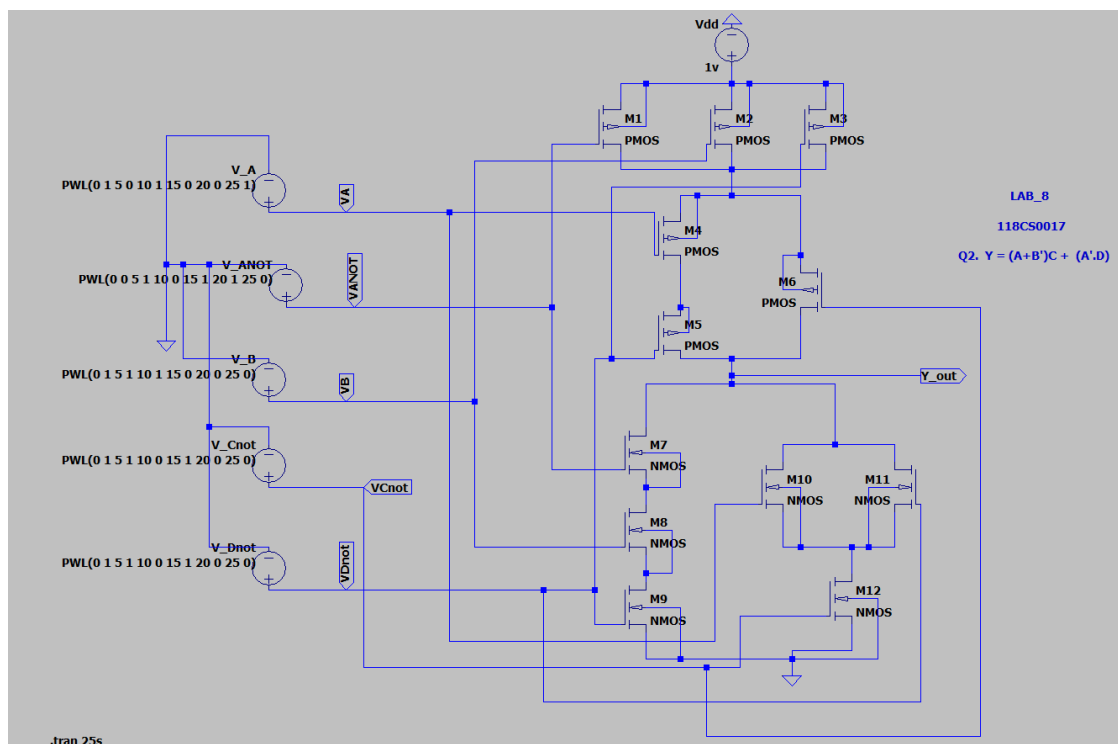 Vdd
1v
M1
PMOS
M2
PMOS
M3
PMOS
V_A
PWL(0 1 5 0 10 1 15 0 20 0 25 1)
VA
LAB_8
118CS0017
Q2. Y = (A+B')C + (A'.D)
M4
PMOS
V_ANOT
PWL(0 0 5 1 10 0 15 1 20 1 25 0)
VANOT
M6
PMOS
M5
PMOS
V_B
PWL(0 1 5 1 10 1 15 0 20 0 25 0)
VB
Y_out
V_Cnot
PWL(0 1 5 1 10 0 15 1 20 0 25 0)
VCnot
M7
NMOS
M10
NMOS
M11
NMOS
M8
NMOS
V_Dnot
PWL(0 1 5 1 10 0 15 1 20 0 25 0)
VDnot
M9
NMOS
M12
NMOS
.tran 25s